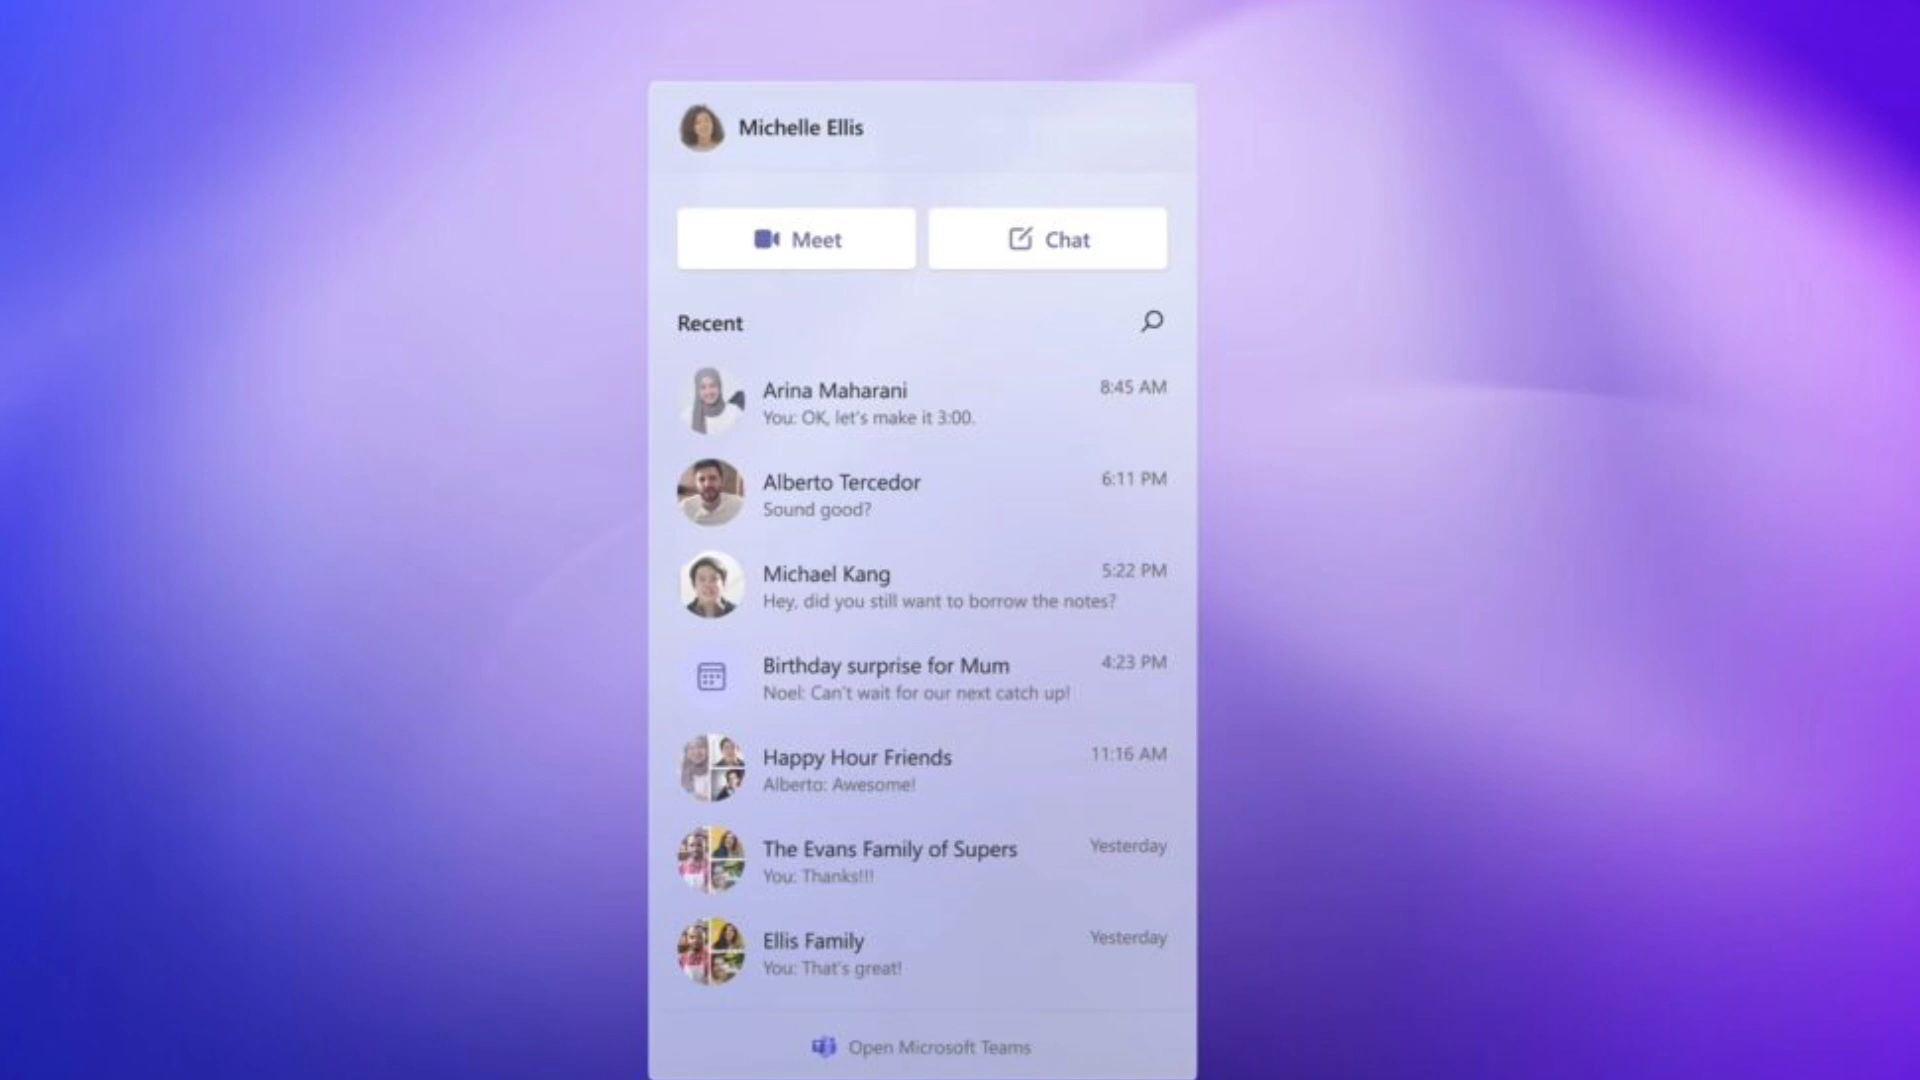 Michelle Ellis
Meet
Chat
Recent
Arina Maharani
8:45 AM
You: OK, let's make it 3:00.
Alberto Tercedor
6:11 PM
Sound good?
Michael Kang
5:22 PM
Hey, did you still want to borrow the notes?
Birthday surprise for Mum
4:23 PM
Noel: Can't wait for our next catch up!
Happy Hour Friends
11:16 AM
Alberto: Awesome!
The Evans Family of Supers
Yesterday
You: Thanks!!!
Ellis Family
Yesterday
You: That's great!
Open Microsoft Teams